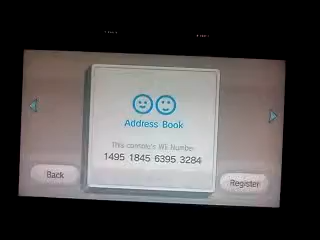 Address Book
This console's Wii Number
1495 1845 6395 3284
Back
Register